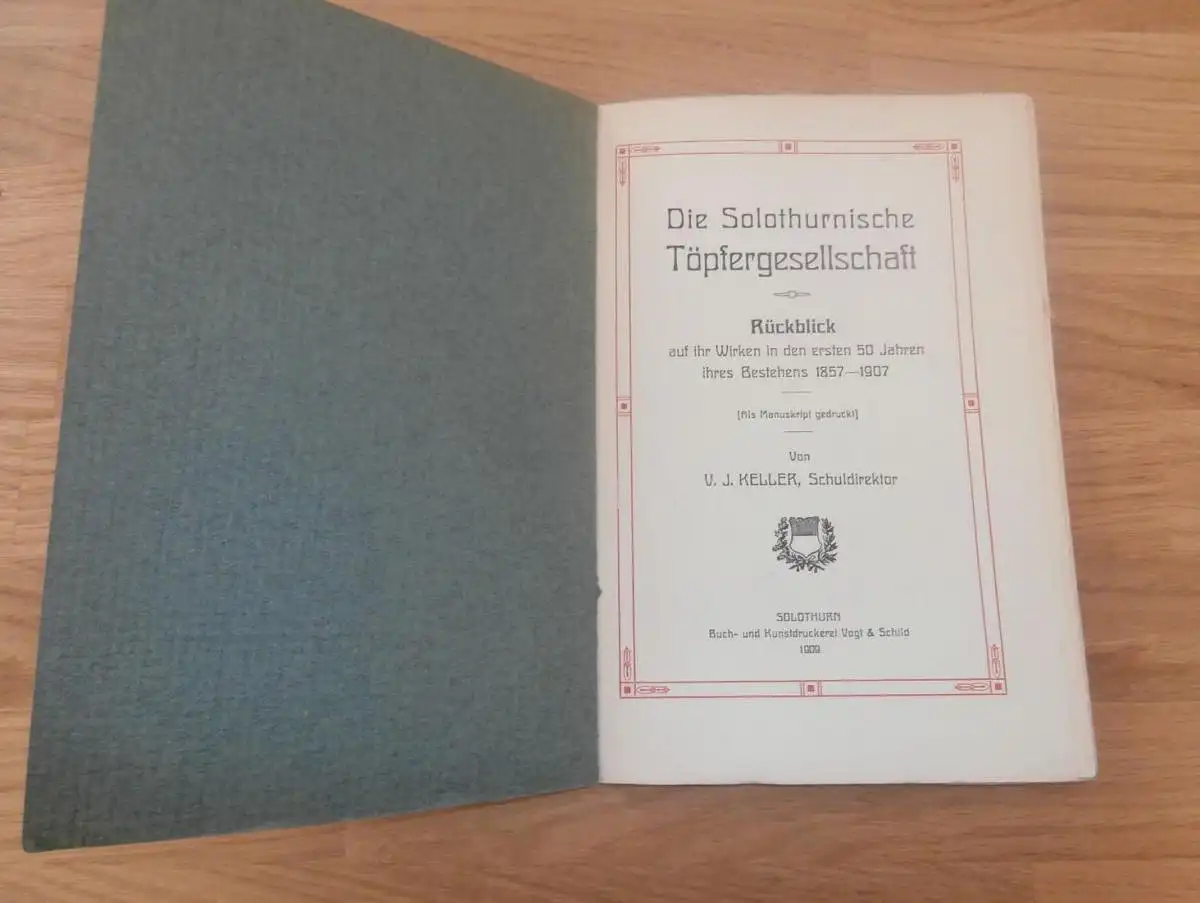 Die Solothurnische
Töpfergesellschaft
Rückblick
auf ihr Wirken in den ersten 50 Jahren
ihres Bestehens 1857—1907
[Als Manuskript gedruckt]
Von
V. J. KELLER, Schuldirektor
SOLOTHURN
Buch- und Kunstdruckerei Vogt & Schild
1909